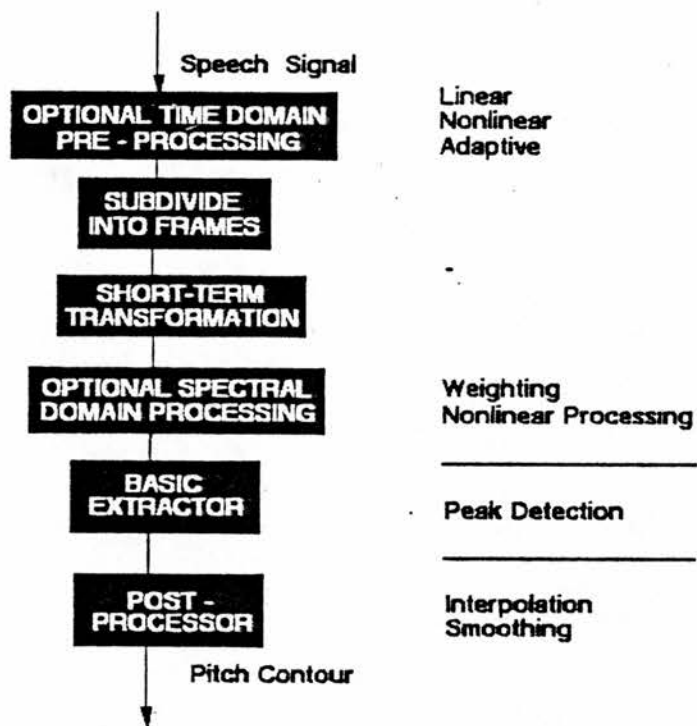 Speech Signal
OPTIONAL TIME DOMAIN
PRE - PROCESSING
Linear
Nonlinear
Adaptive
SUBDIVIDE
INTO FRAMES
SHORT-TERM
TRANSFORMATION
OPTIONAL SPECTRAL
DOMAIN PROCESSING
Weighting
Nonlinear Processing
BASIC
EXTRACTOR
Peak Detection
POST -
PROCESSOR
Interpolation
Smoothing
Pitch Contour